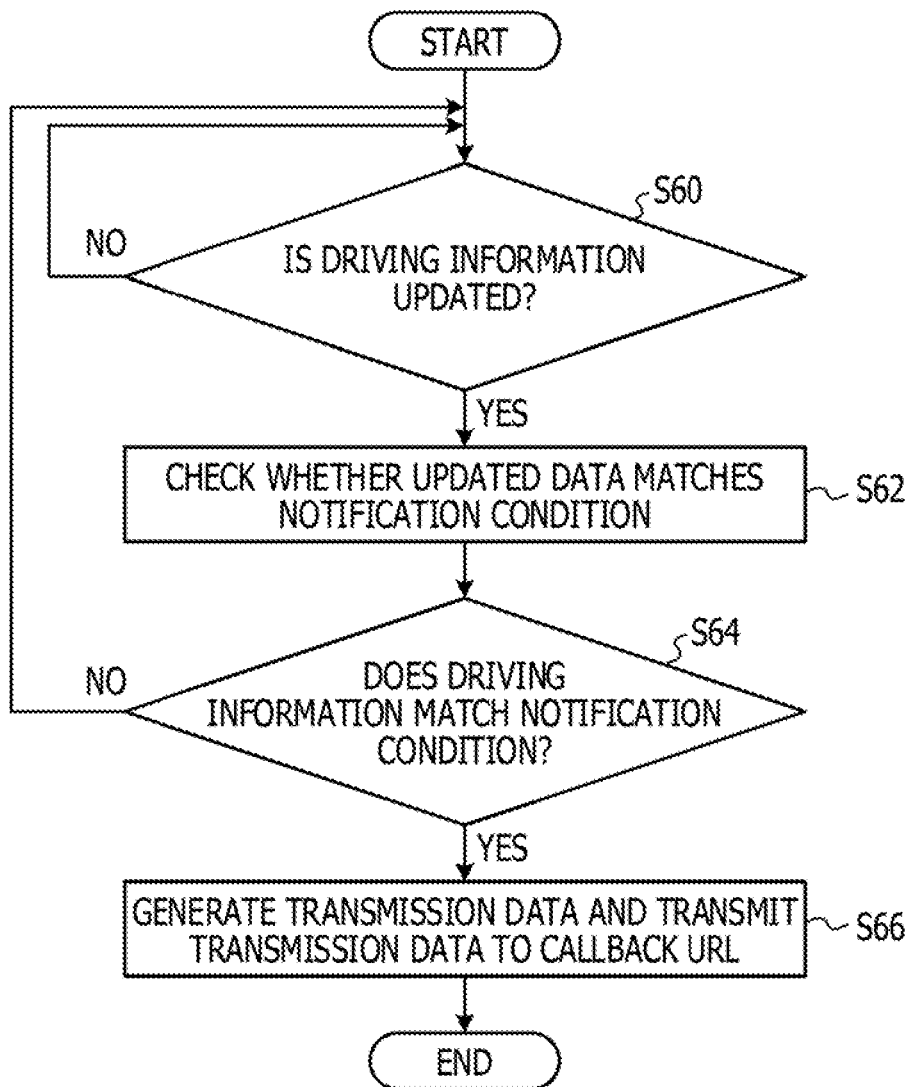 START
S60
NO
IS DRIVING INFORMATION
UPDATED?
YES
CHECK WHETHER UPDATED DATA MATCHES
NOTIFICATION CONDITION
S62
S64
NO
DOES DRIVING
INFORMATION MATCH NOTIFICATION
CONDITION?
YES
GENERATE TRANSMISSION DATA AND TRANSMIT
TRANSMISSION DATA TO CALLBACK URL
S66
END